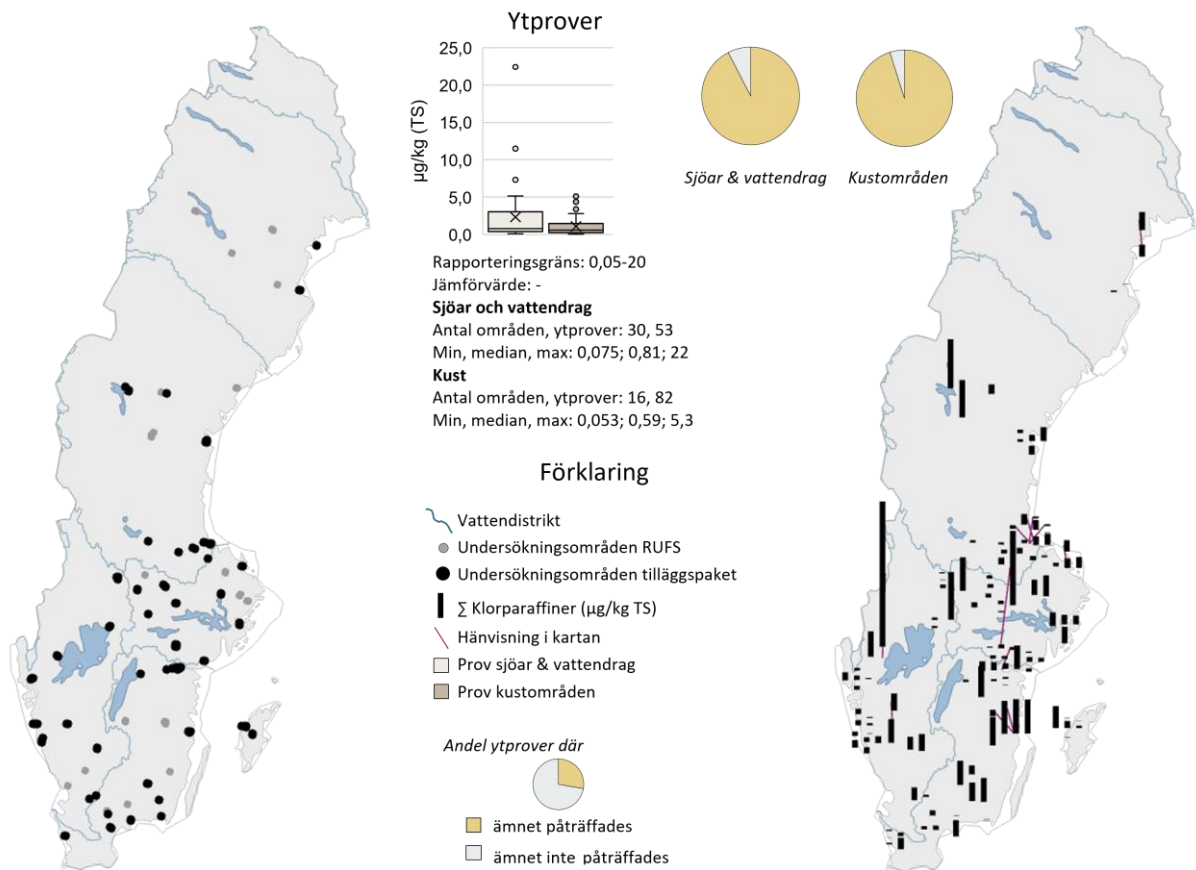 Ytprover
25,0
20,0
15,0
10,0
5,0
0,0
µg/kg (TS)
Sjöar & vattendrag
Kustområden
Rapporteringsgräns: 0,05-20
Jämförvärde: -
Sjöar och vattendrag
Antal områden, ytprover: 30, 53
Min, median, max: 0,075; 0,81; 22
Kust
Antal områden, ytprover: 16, 82
Min, median, max: 0,053; 0,59; 5,3
Förklaring
Vattendistrikt
Undersökningsområden RUFS
Undersökningsområden tilläggspaket
∑ Klorparaffiner (µg/kg TS)
Hänvisning i kartan
Prov sjöar & vattendrag
Prov kustområden
Andel ytprover där
ämnet påträffades
ämnet inte påträffades